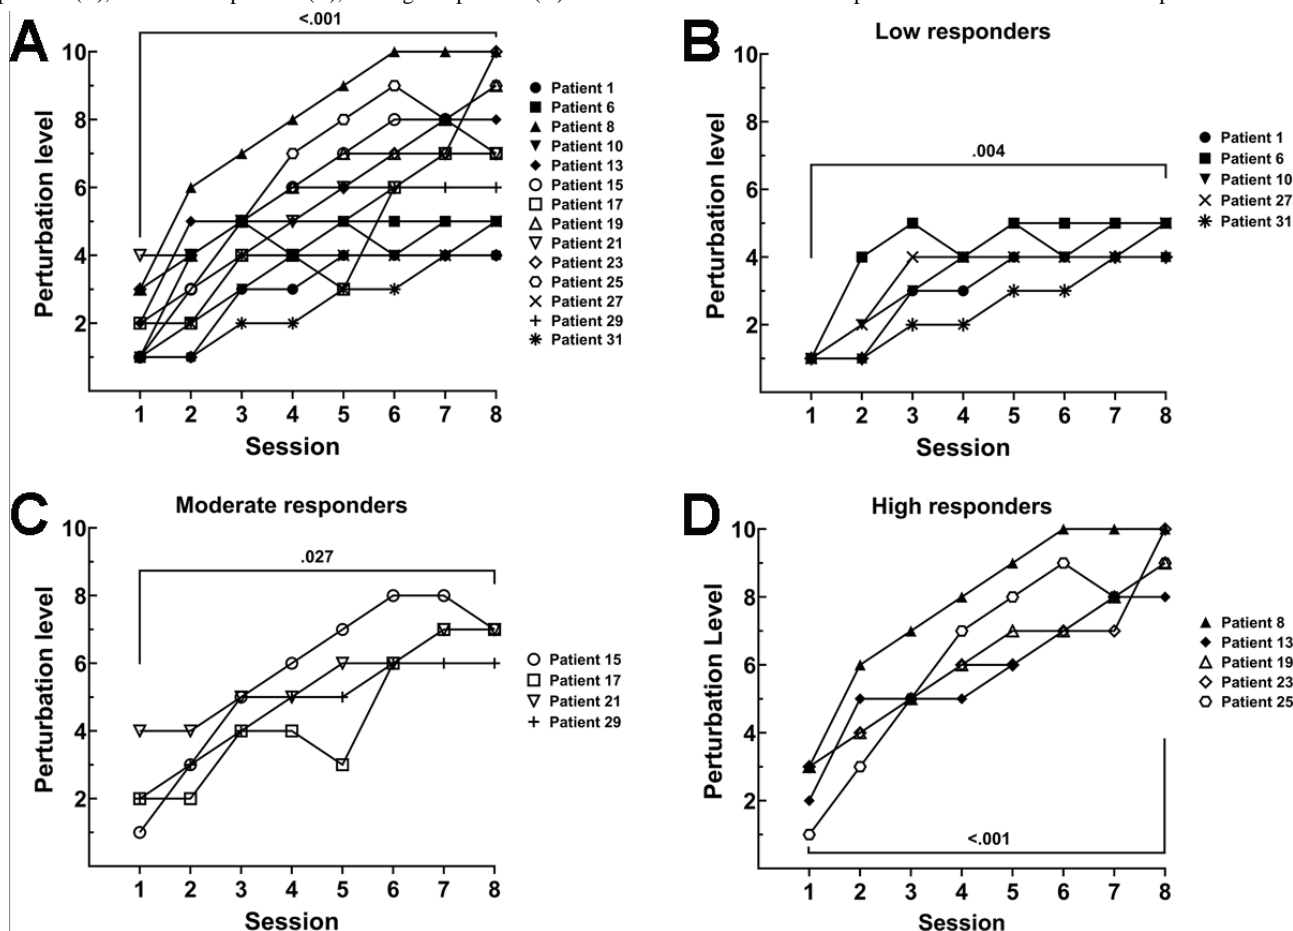 A
<.001
10
8
6
4
2
Perturbation level
1 2 3 4 5 6 7 8
Session
Patient 1
Patient 6
Patient 8
Patient 10
Patient 13
Patient 15
Patient 17
Patient 19
Patient 21
Patient 23
Patient 25
Patient 27
Patient 29
Patient 31
B
Low responders
.004
10
8
6
4
2
Perturbation level
1 2 3 4 5 6 7 8
Session
Patient 1
Patient 6
Patient 10
Patient 27
Patient 31
C
Moderate responders
.027
10
8
6
4
2
Perturbation level
1 2 3 4 5 6 7 8
Session
Patient 15
Patient 17
Patient 21
Patient 29
D
High responders
10
8
6
4
2
Perturbation Level
<.001
1 2 3 4 5 6 7 8
Session
Patient 8
Patient 13
Patient 19
Patient 23
Patient 25